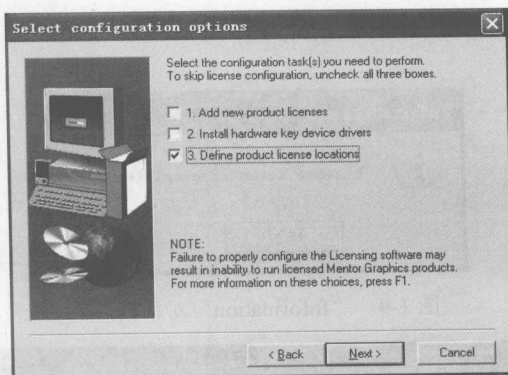 Select configuration options
Select the configuration task(s) you need to perform.
To skip license configuration, uncheck all three boxes.
1. Add new product licenses
2. Install hardware key device drivers
3. Define product license locations
NOTE:
Failure to properly configure the Licensing software may
result in inability to run licensed Mentor Graphics products.
For more information on these choices, press F1.
< Back
Next >
Cancel